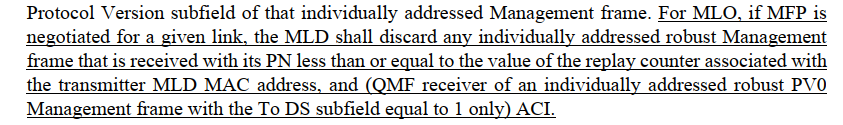 Protocol Version subfield of that individually addressed Management frame. For MLO, if MFP is
negotiated for a given link, the MLD shall discard any individually addressed robust Management
frame that is received with its PN less than or equal to the value of the replay counter associated with
the transmitter MLD MAC address, and (QMF receiver of an individually addressed robust PV0
Management frame with the To DS subfield equal to 1 only) ACI.